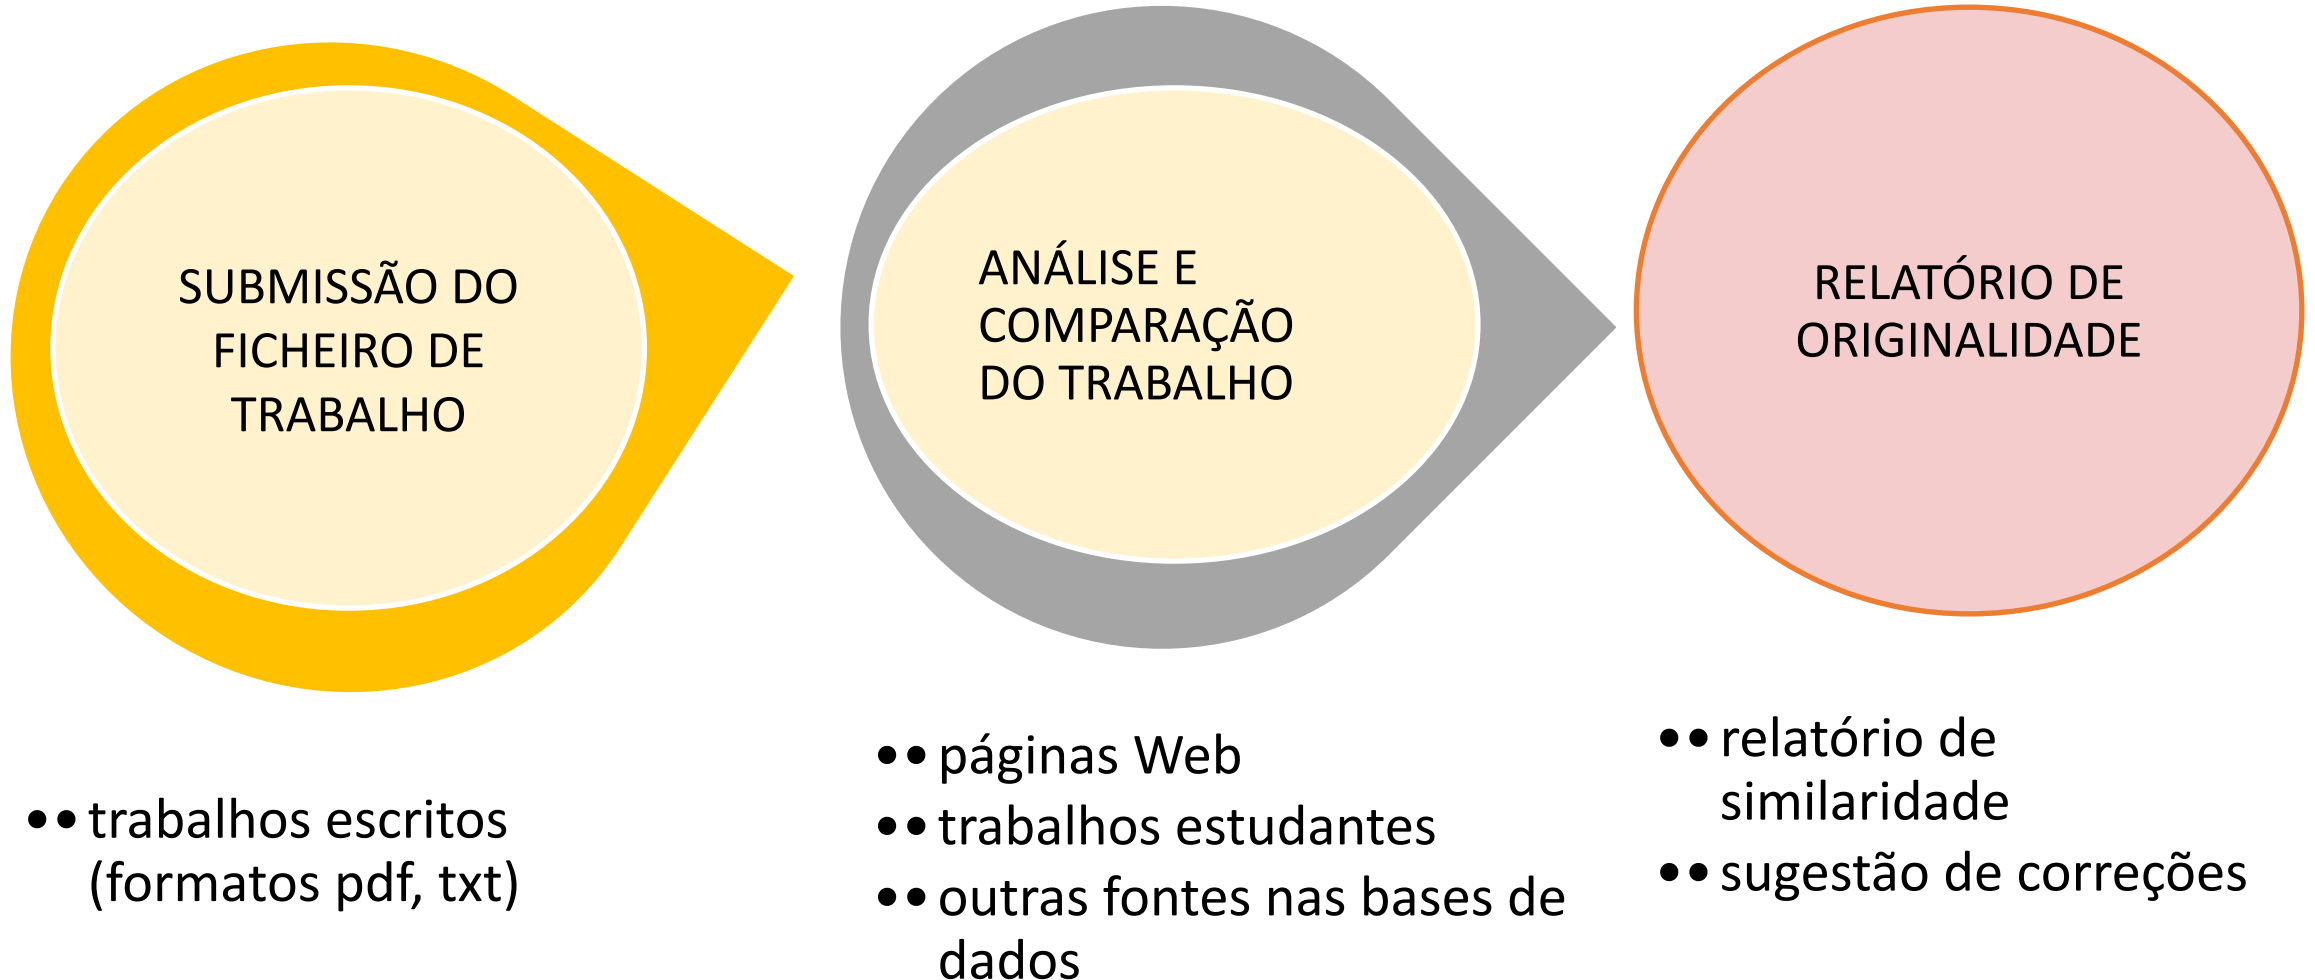 SUBMISSÃO DO
FICHEIRO DE
TRABALHO
•• trabalhos escritos
(formatos pdf, txt)
ANÁLISE E
COMPARAÇÃO
DO TRABALHO
•• páginas Web
•• trabalhos estudantes
•• outras fontes nas bases de
dados
RELATÓRIO DE
ORIGINALIDADE
•• relatório de
similaridade
•• sugestão de correções